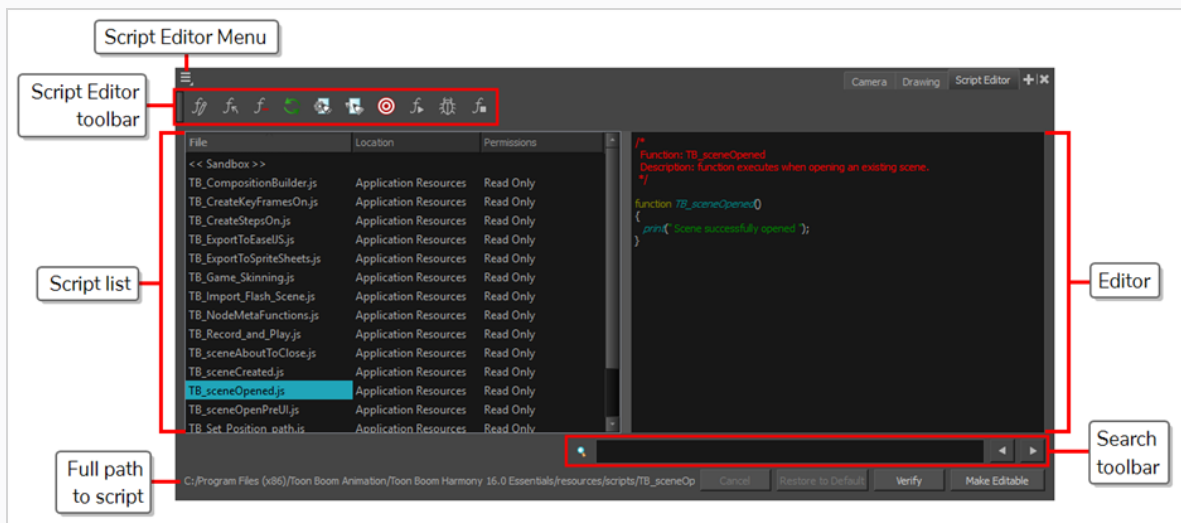 Script Editor Menu
Script Editor
toolbar
Camera
Drawing
Script Editor
File Location Permissions
<< Sandbox >>
TB_CompositionBuilder.js Application Resources Read Only
TB_CreateKeyFramesOn.js Application Resources Read Only
TB_CreateStepsOn.js Application Resources Read Only
TB_ExportToEaselJS.js Application Resources Read Only
TB_ExportToSpriteSheets.js Application Resources Read Only
TB_Game_Skinning.js Application Resources Read Only
TB_Import_Flash_Scene.js Application Resources Read Only
TB_NodeMetaFunctions.js Application Resources Read Only
TB_Record_and_Play.js Application Resources Read Only
TB_sceneAboutToClose.js Application Resources Read Only
TB_sceneCreated.js Application Resources Read Only
TB_sceneOpened.js Application Resources Read Only
TB_sceneOpenPreUI.js Application Resources Read Only
TB_Set_Position_path.js Application Resources Read Only
/*
Function: TB_sceneOpened
Description: function executes when opening an existing scene.
*/
function TB_sceneOpened()
{
print(" Scene successfully opened ");
}
Script list
Editor
Search
toolbar
Full path
to script
C:/Program Files (x86)/Toon Boom Animation/Toon Boom Harmony 16.0 Essentials/resources/scripts/TB_sceneOp
Cancel
Restore to Default
Verify
Make Editable